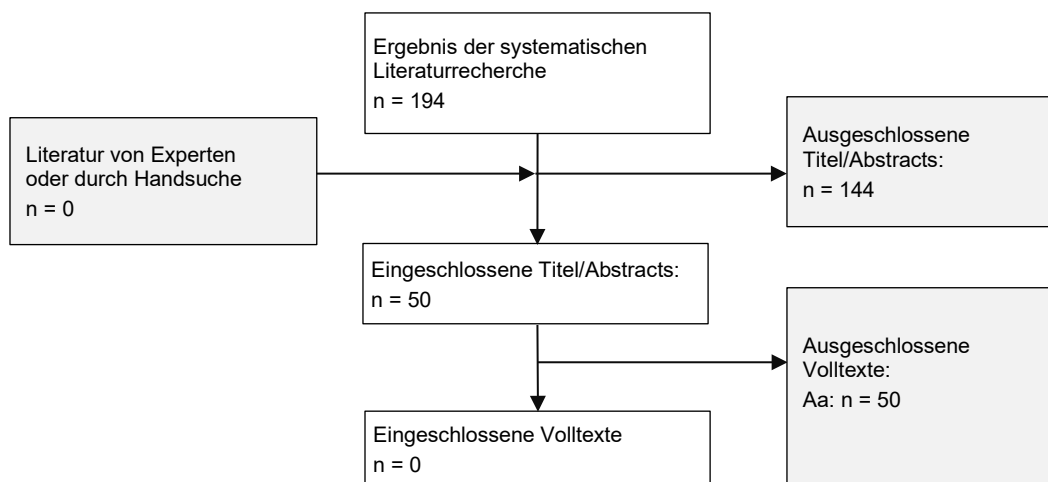 Ergebnis der systematischen
Literaturrecherche
n = 194
Literatur von Experten
oder durch Handsuche
n = 0
Ausgeschlossene
Titel/Abstracts:
n = 144
Eingeschlossene Titel/Abstracts:
n = 50
Ausgeschlossene
Volltexte:
Aa: n = 50
Eingeschlossene Volltexte
n = 0